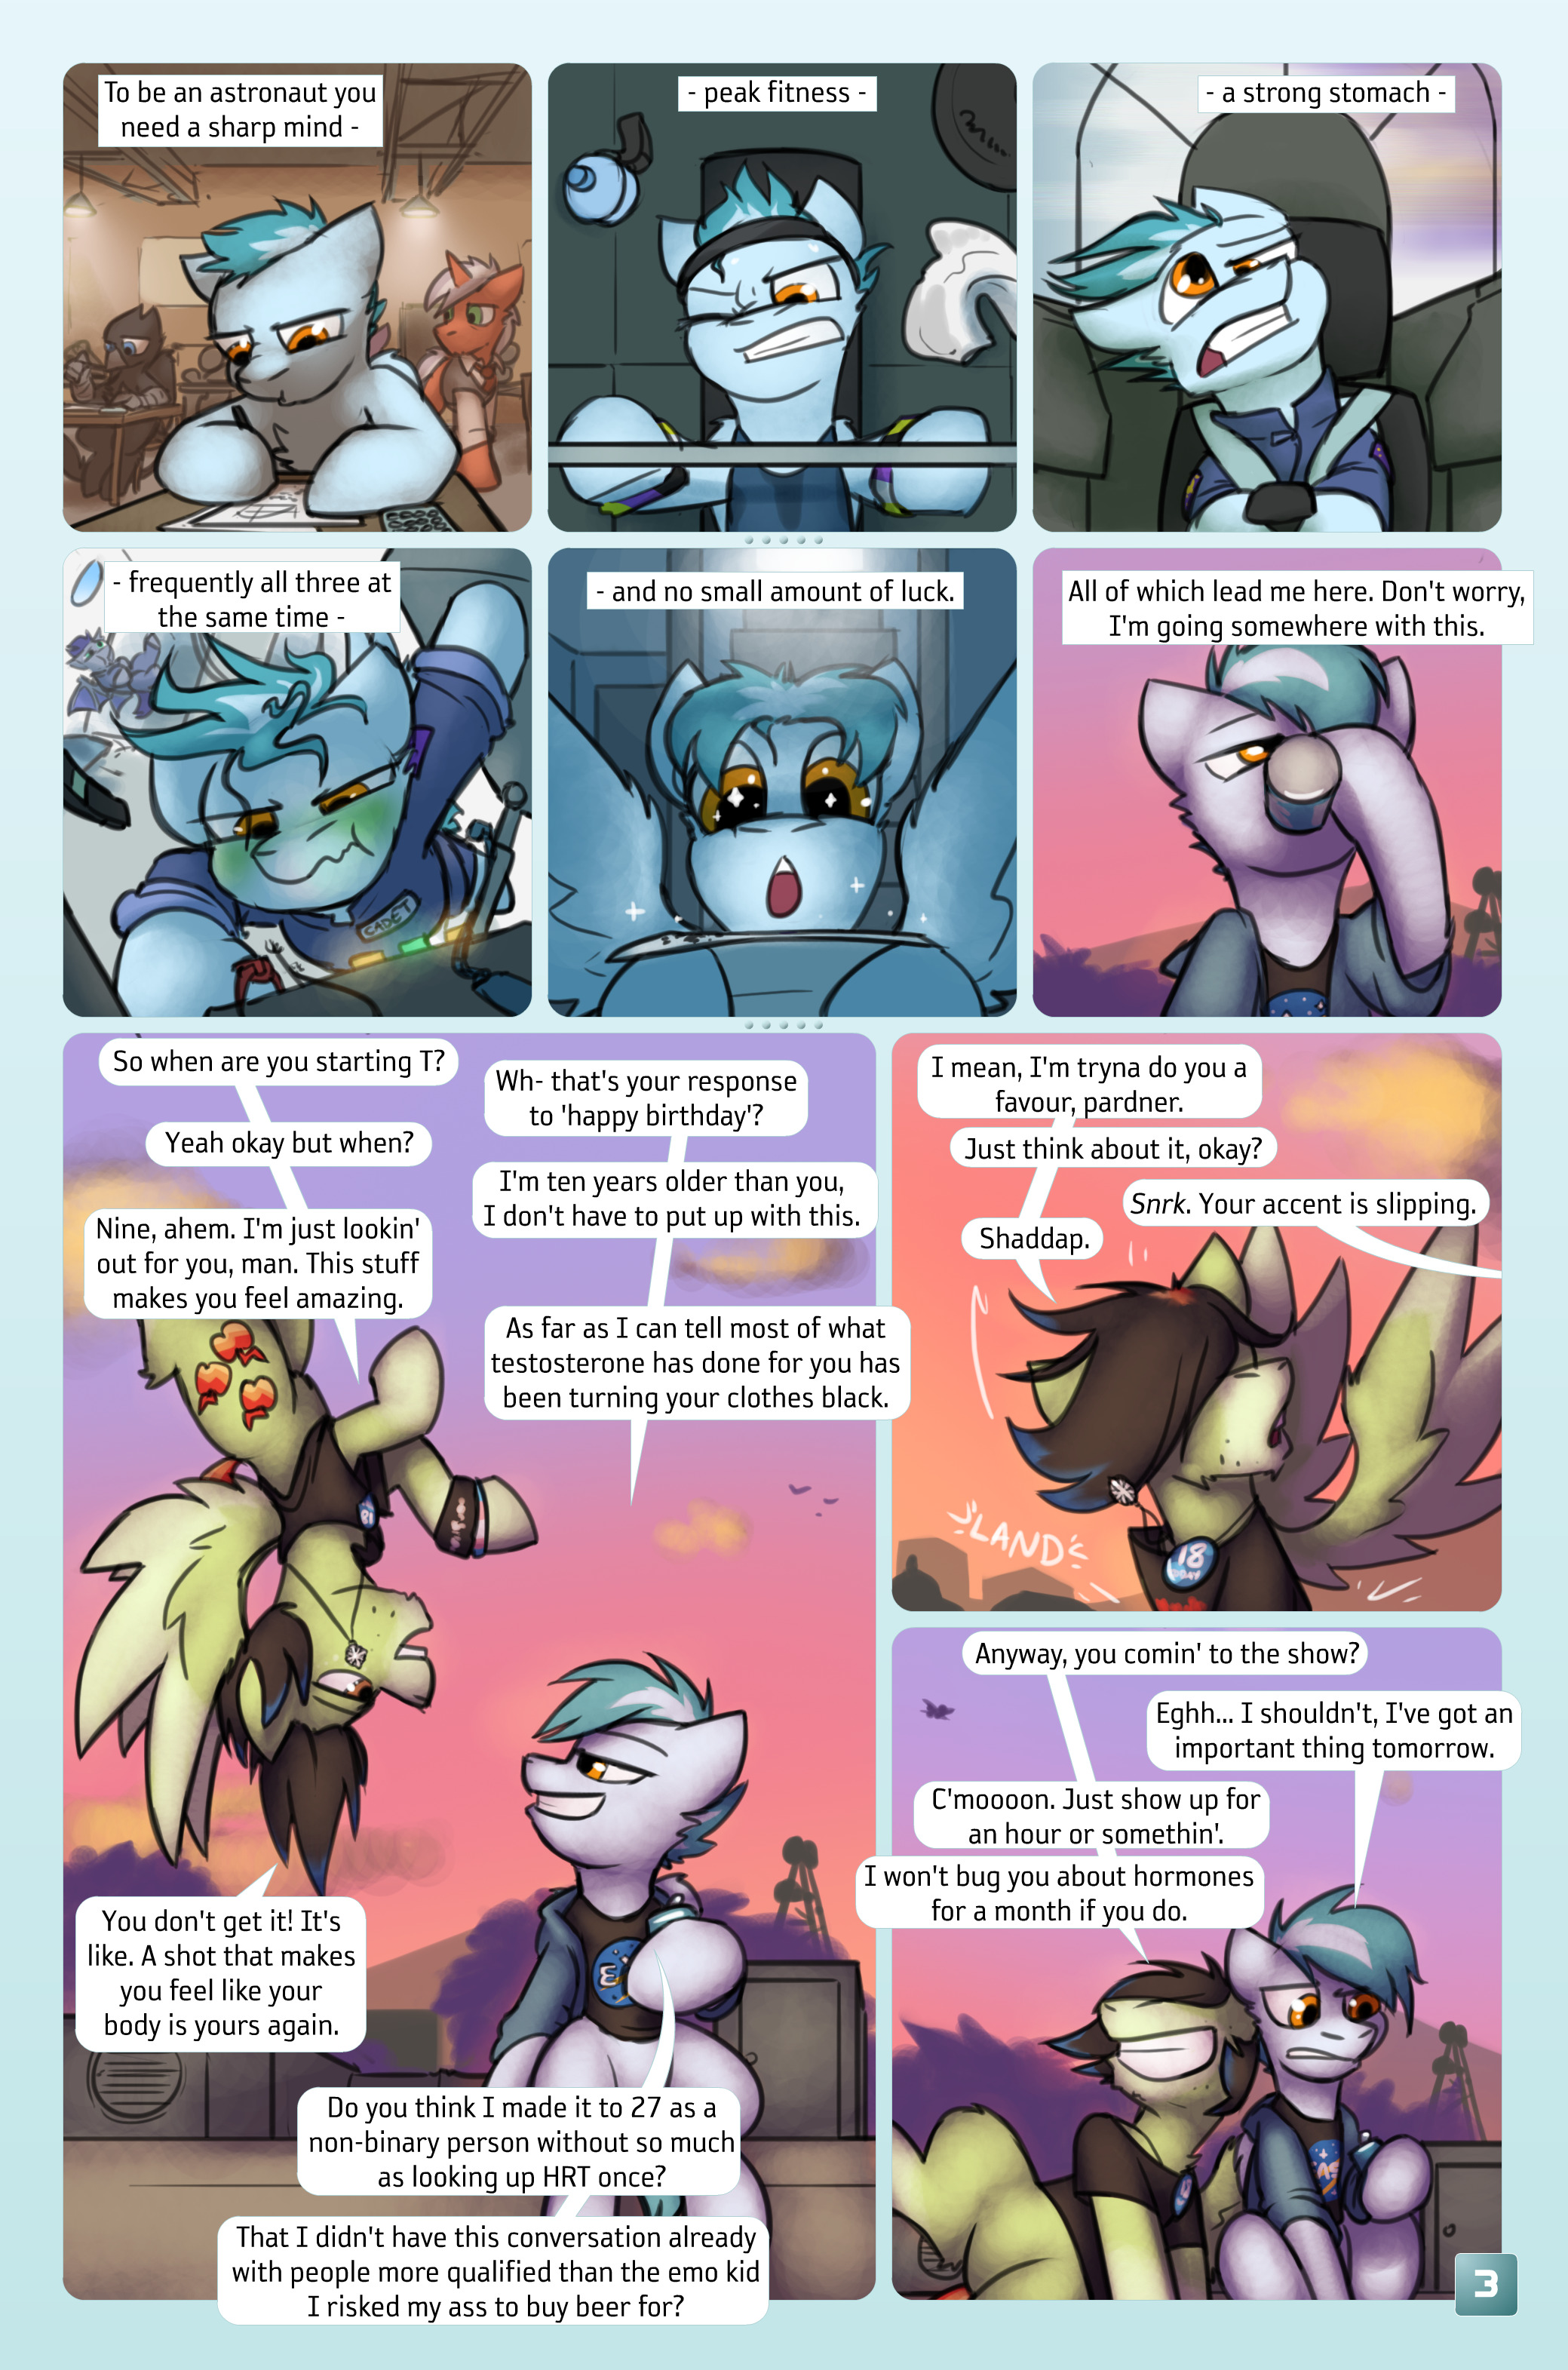 To be an astronaut you
need a sharp mind -
- peak fitness -
- a strong stomach -
- frequently all three at
the same time -
CADET
- and no small amount of luck.
All of which lead me here. Don't worry,
I'm going somewhere with this.
So when are you starting T?
Wh- that's your response
to 'happy birthday'?
Yeah okay but when?
I'm ten years older than you,
I don't have to put up with this.
Nine, ahem. I'm just lookin'
out for you, man. This stuff
makes you feel amazing.
As far as I can tell most of what
testosterone has done for you has
been turning your clothes black.
18
You don't get it! It's
like. A shot that makes
you feel like your
body is yours again.
Do you think I made it to 27 as a
non-binary person without so much
as looking up HRT once?
That I didn't have this conversation already
with people more qualified than the emo kid
I risked my ass to buy beer for?
I mean, I'm tryna do you a
favour, pardner.
Just think about it, okay?
Snrk. Your accent is slipping.
Shaddap.
LAND
18
TODAY
Anyway, you comin' to the show?
Eghh... I shouldn't, I've got an
important thing tomorrow.
C'moooon. Just show up for
an hour or somethin'.
I won't bug you about hormones
for a month if you do.
3